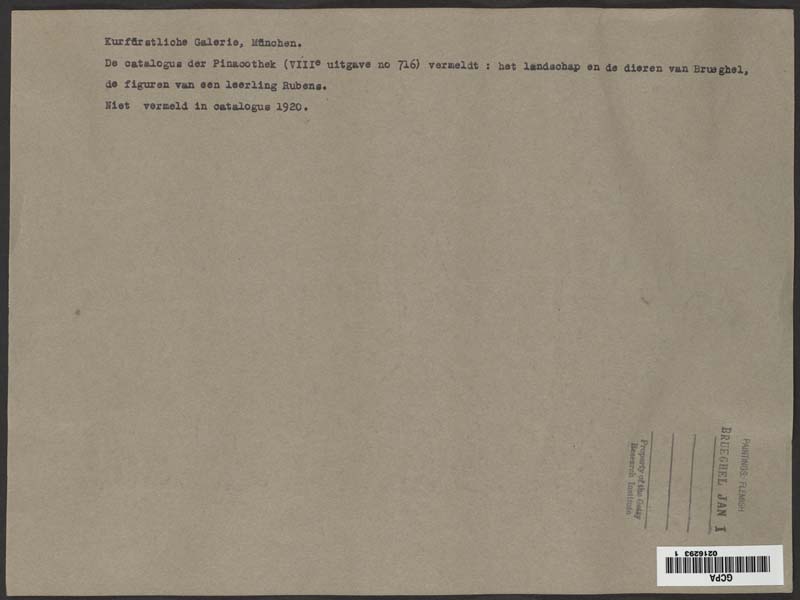 Kurfürstliche Galerie, München.
De catalogus der Pinacothek (VIIIe uitgave no 716) vermeldt : het landschap en de dieren van Brueghel,
de figuren van een leerling Rubens.
Niet vermeld in catalogus 1920.
PAINTINGS: FLEMISH
BRUEGHEL JAN I
Property of the Getty
Research Institute
GCPA
0216293 1